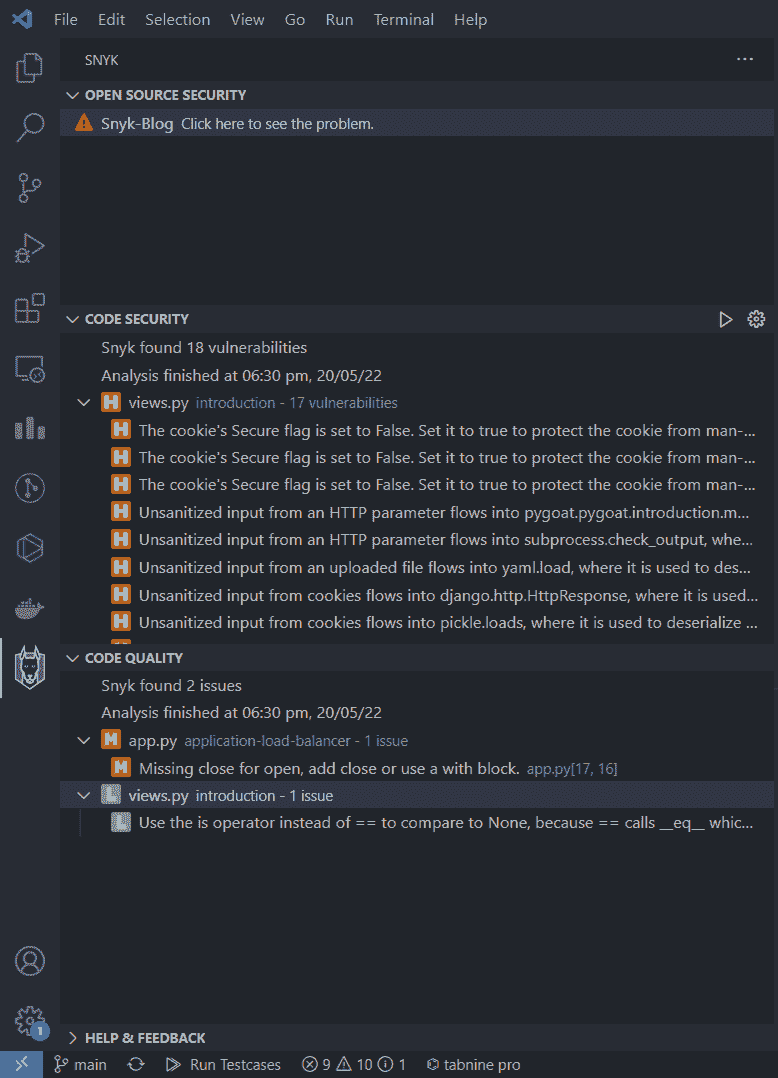 File Edit Selection View Go Run Terminal Help
SNYK
OPEN SOURCE SECURITY
Snyk-Blog Click here to see the problem.
CODE SECURITY
Snyk found 18 vulnerabilities
Analysis finished at 06:30 pm, 20/05/22
H views.py introduction - 17 vulnerabilities
H The cookie's Secure flag is set to False. Set it to true to protect the cookie from man-...
H The cookie's Secure flag is set to False. Set it to true to protect the cookie from man-...
H The cookie's Secure flag is set to False. Set it to true to protect the cookie from man-...
H Unsanitized input from an HTTP parameter flows into pygoat.pygoat.introduction.m...
H Unsanitized input from an HTTP parameter flows into subprocess.check_output, whe...
H Unsanitized input from an uploaded file flows into yaml.load, where it is used to des...
H Unsanitized input from cookies flows into django.http.HttpResponse, where it is used...
H Unsanitized input from cookies flows into pickle.loads, where it is used to deserialize ...
CODE QUALITY
Snyk found 2 issues
Analysis finished at 06:30 pm, 20/05/22
M app.py application-load-balancer - 1 issue
M Missing close for open, add close or use a with block. app.py[17, 16]
L views.py introduction - 1 issue
L Use the is operator instead of == to compare to None, because == calls __eq__ whic...
1
HELP & FEEDBACK
main Run Testcases 9 10 1 tabnine pro